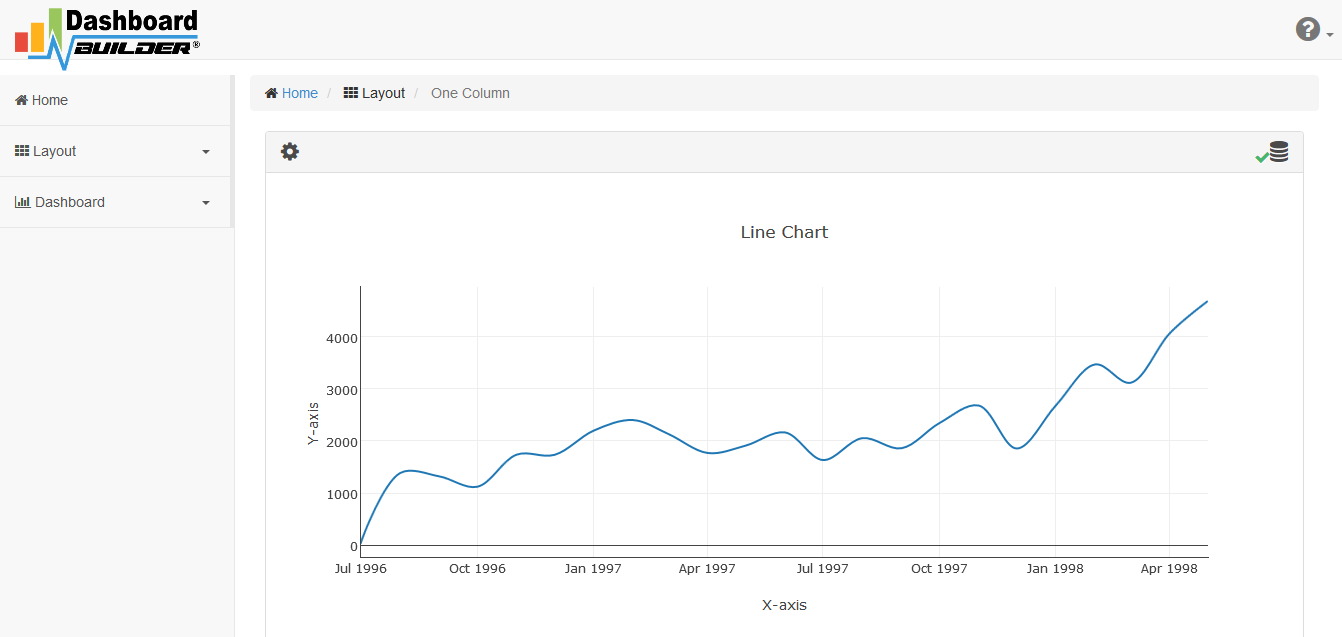 Dashboard
BUILDER®
?
Home
Layout
Dashboard
Home / Layout / One Column
Line Chart
4000
3000
2000
1000
0
Y-axis
Jul 1996 Oct 1996 Jan 1997 Apr 1997 Jul 1997 Oct 1997 Jan 1998 Apr 1998
X-axis